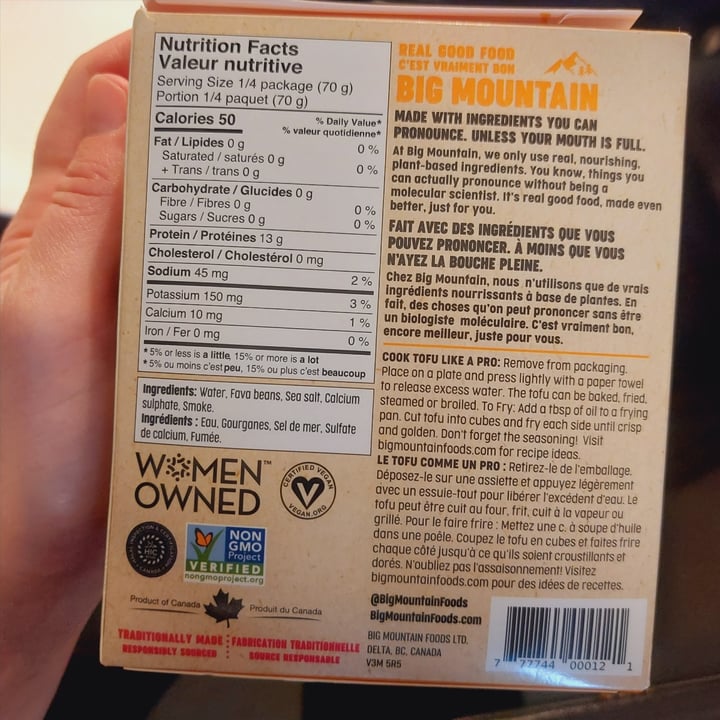 Nutrition Facts
Valeur nutritive
Serving Size 1/4 package (70 g)
Portion 1/4 paquet (70 g)
Calories 50
% Daily Value*
% valeur quotidienne*
Fat / Lipides 0 g 0 %
Saturated / saturés 0 g
+ Trans / trans 0 g 0 %
Carbohydrate / Glucides 0 g
Fibre / Fibres 0 g 0 %
Sugars / Sucres 0 g 0 %
Protein / Protéines 13 g
Cholesterol / Cholestérol 0 mg
Sodium 45 mg 2 %
Potassium 150 mg 3 %
Calcium 10 mg 1 %
Iron / Fer 0 mg 0 %
*5% or less is a little, 15% or more is a lot
*5% ou moins c'est peu, 15% ou plus c'est beaucoup
Ingredients: Water, Fava beans, Sea salt, Calcium
sulphate, Smoke.
Ingrédients : Eau, Gourganes, Sel de mer, Sulfate
de calcium, Fumée.
WOMEN™
OWNED
CERTIFIED VEGAN
VEGAN.ORG
HIC
NON
GMO
Project
VERIFIED
nongmoproject.org
Product of Canada
Produit du Canada
TRADITIONALLY MADE : FABRICATION TRADITIONNELLE
RESPONSIBLY SOURCED : SOURCE RESPONSABLE
REAL GOOD FOOD
C'EST VRAIMENT BON
BIG MOUNTAIN
MADE WITH INGREDIENTS YOU CAN
PRONOUNCE. UNLESS YOUR MOUTH IS FULL.
At Big Mountain, we only use real, nourishing,
plant-based ingredients. You know, things you
can actually pronounce without being a
molecular scientist. It's real good food, made even
better, just for you.
FAIT AVEC DES INGRÉDIENTS QUE VOUS
POUVEZ PRONONCER. À MOINS QUE VOUS
N'AYEZ LA BOUCHE PLEINE.
Chez Big Mountain, nous n'utilisons que de vrais
ingrédients nourrissants à base de plantes. En
fait, des choses qu'on peut prononcer sans être
un biologiste moléculaire. C'est vraiment bon,
encore meilleur, juste pour vous.
COOK TOFU LIKE A PRO: Remove from packaging.
Place on a plate and press lightly with a paper towel
to release excess water. The tofu can be baked, fried,
steamed or broiled. To Fry: Add a tbsp of oil to a frying
pan. Cut tofu into cubes and fry each side until crisp
and golden. Don't forget the seasoning! Visit
bigmountainfoods.com for recipe ideas.
LE TOFU COMME UN PRO : Retirez-le de l'emballage.
Déposez-le sur une assiette et appuyez légèrement
avec un essuie-tout pour libérer l'excédent d'eau. Le
tofu peut être cuit au four, frit, cuit à la vapeur ou
grillé. Pour le faire frire : Mettez une c. à soupe d'huile
dans une poêle. Coupez le tofu en cubes et faites frire
chaque côté jusqu'à ce qu'ils soient croustillants et
dorés. N'oubliez pas l'assaisonnement! Visitez
bigmountainfoods.com pour des idées de recettes.
@BigMountainFoods
BigMountainFoods.com
BIG MOUNTAIN FOODS LTD.
DELTA, BC, CANADA
V3M 5R5
7 77744 00012 1